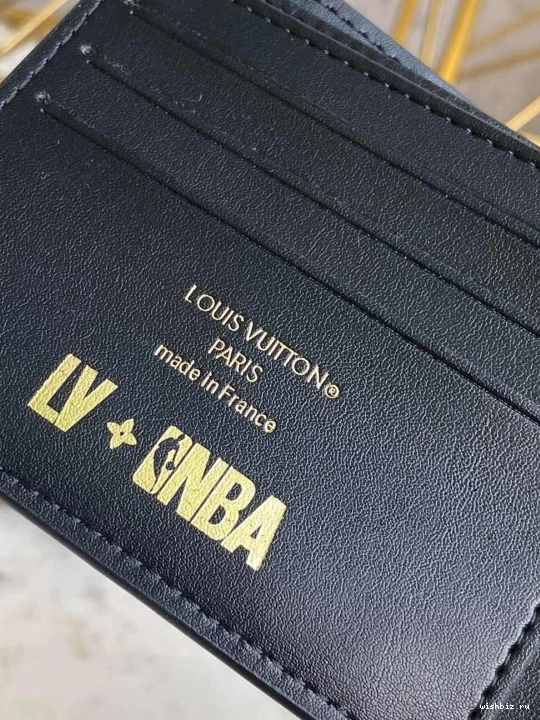 LOUIS VUITTON®
PARIS
made in France
LV + NBA
wishbiz.ru